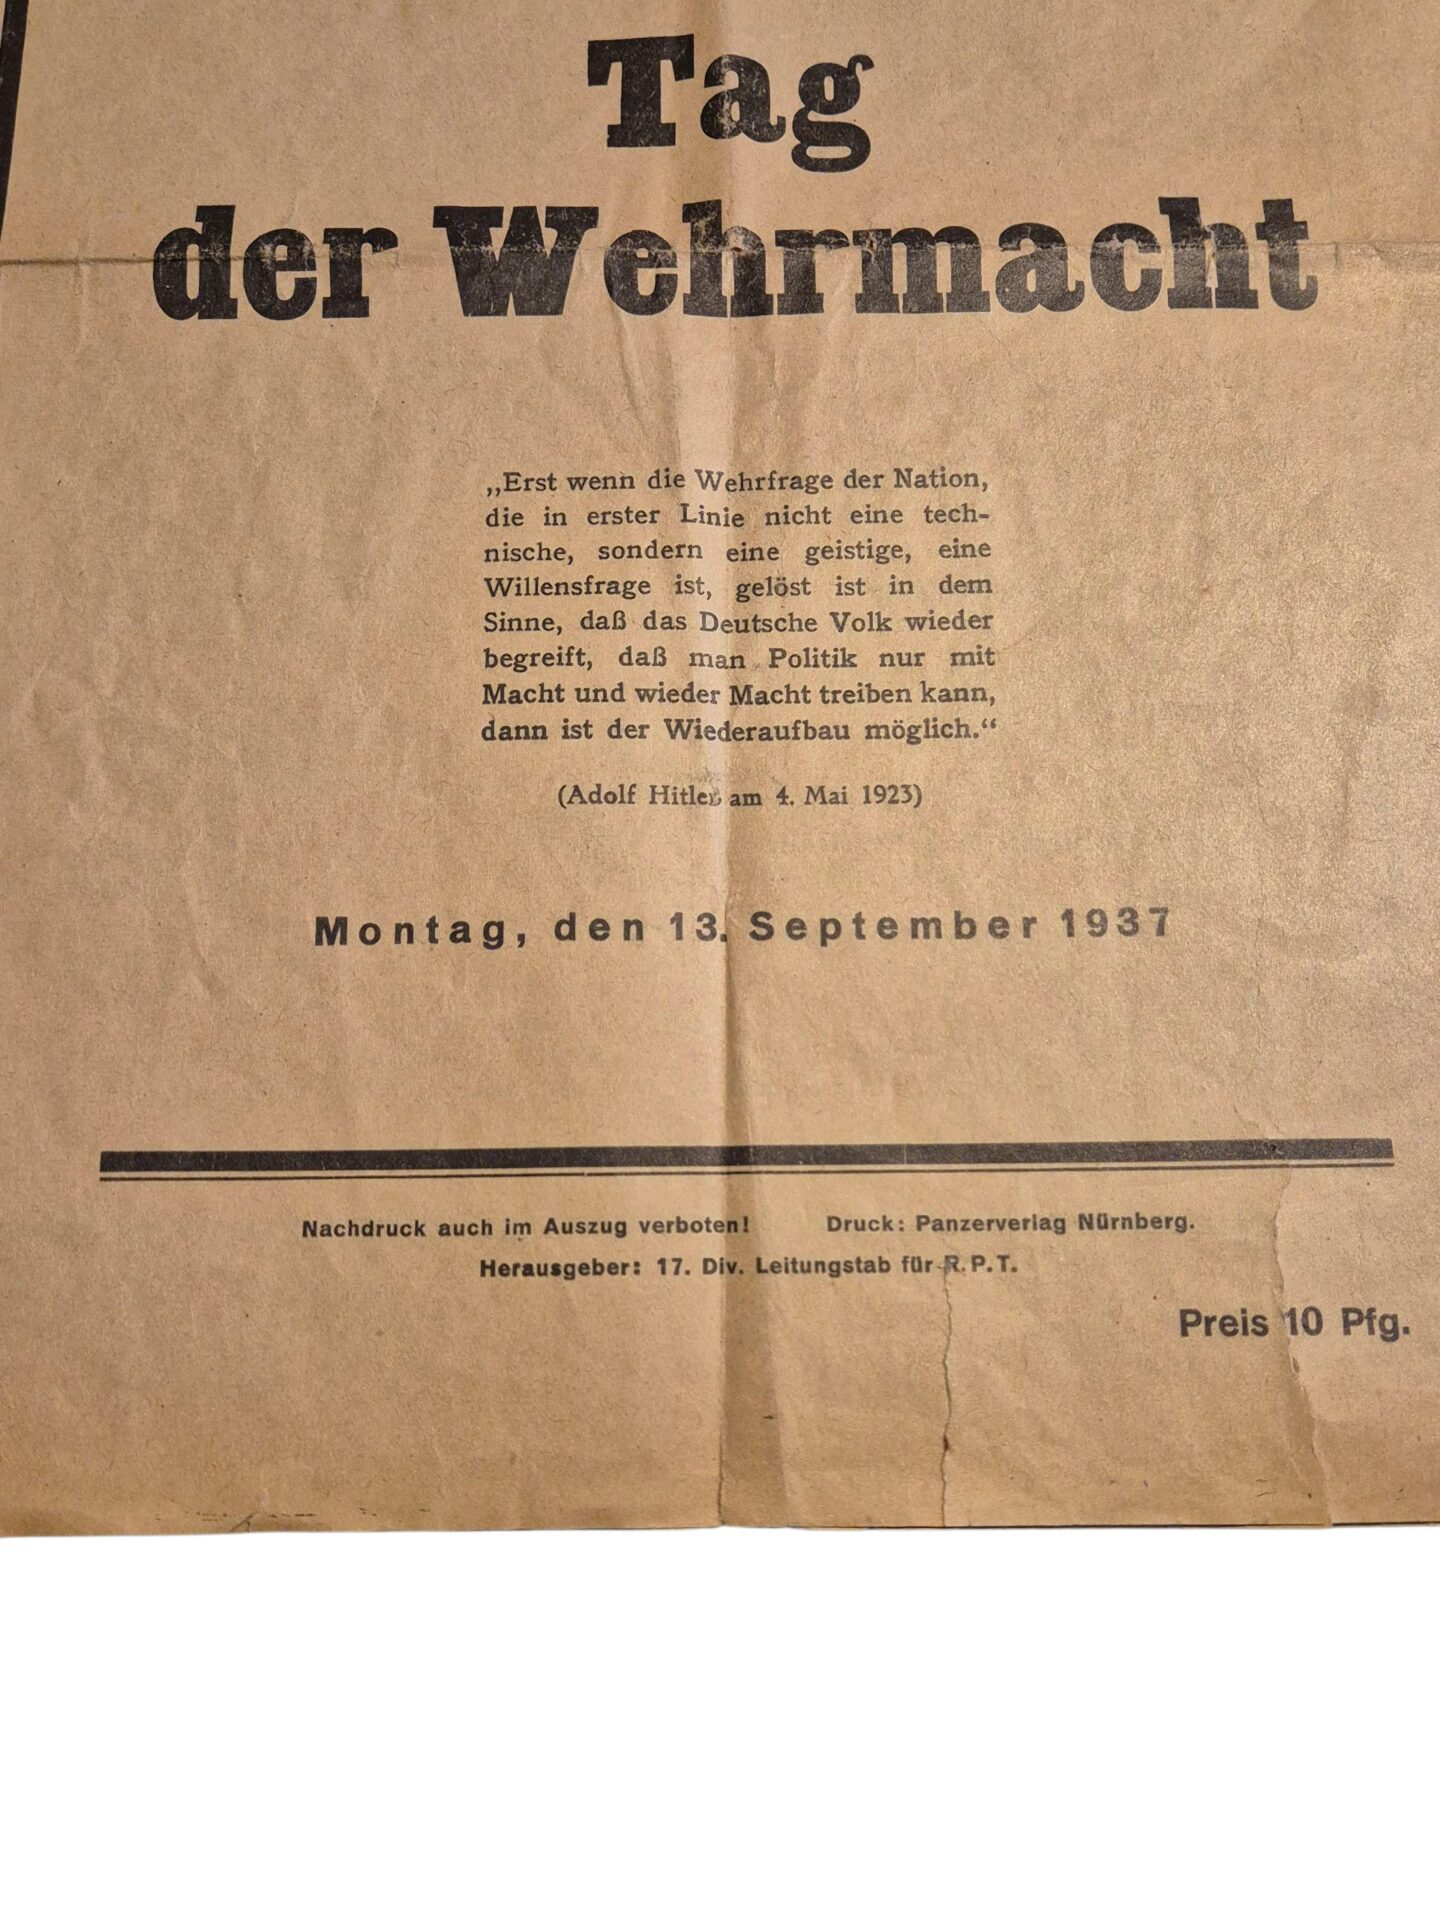 Tag
der Wehrmacht
„Erst wenn die Wehrfrage der Nation,
die in erster Linie nicht eine tech-
nische, sondern eine geistige, eine
Willensfrage ist, gelöst ist in dem
Sinne, daß das Deutsche Volk wieder
begreift, daß man Politik nur mit
Macht und wieder Macht treiben kann,
dann ist der Wiederaufbau möglich.“
(Adolf Hitler am 4. Mai 1923)
Montag, den 13. September 1937
Nachdruck auch im Auszug verboten! Druck: Panzerverlag Nürnberg.
Herausgeber: 17. Div. Leitungstab für R.P.T.
Preis 10 Pfg.